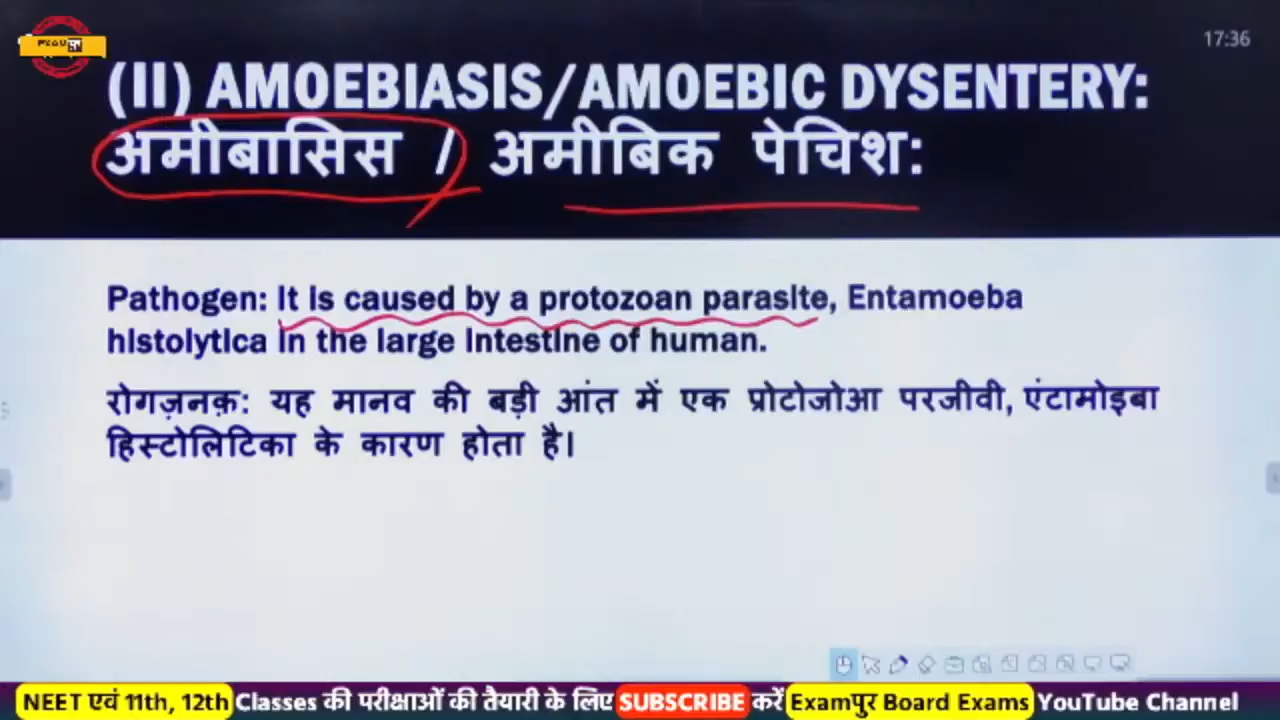 17:36
(II) AMOEBIASIS/AMOEBIC DYSENTERY:
अमीबासिस / अमीबिक पेचिश:
Pathogen: It is caused by a protozoan parasite, Entamoeba
histolytica in the large intestine of human.
रोगज़नक़: यह मानव की बड़ी आंत में एक प्रोटोजोआ परजीवी, एंटामोइबा
हिस्टोलिटिका के कारण होता है।
NEET एवं 11th, 12th Classes की परीक्षाओं की तैयारी के लिए SUBSCRIBE करें Examपुर Board Exams YouTube Channel